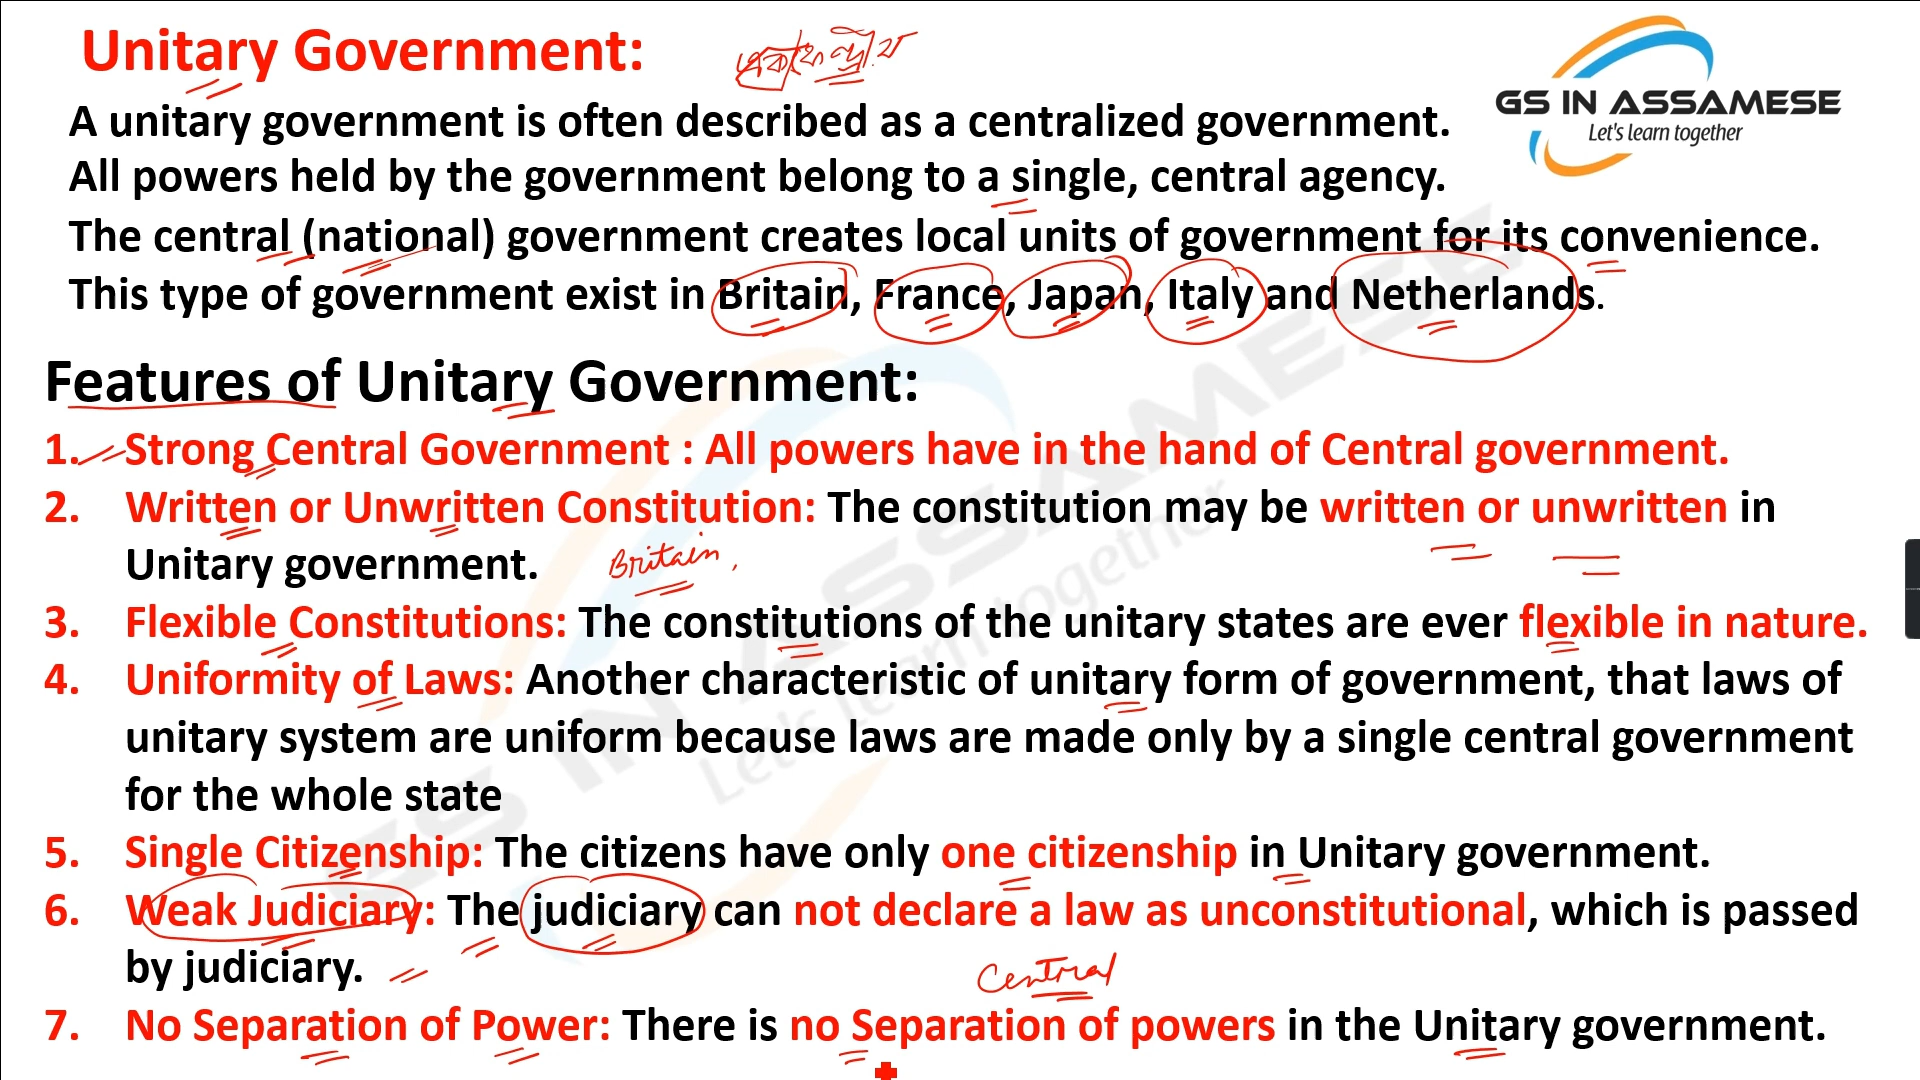 Unitary Government:
একাকেন্দ্ৰীয়
GS IN ASSAMESE
Let's learn together
A unitary government is often described as a centralized government.
All powers held by the government belong to a single, central agency.
The central (national) government creates local units of government for its convenience.
This type of government exist in Britain, France, Japan, Italy and Netherlands.
Features of Unitary Government:
1. Strong Central Government : All powers have in the hand of Central government.
2. Written or Unwritten Constitution: The constitution may be written or unwritten in
Unitary government.
Britain,
3. Flexible Constitutions: The constitutions of the unitary states are ever flexible in nature.
4. Uniformity of Laws: Another characteristic of unitary form of government, that laws of
unitary system are uniform because laws are made only by a single central government
for the whole state
5. Single Citizenship: The citizens have only one citizenship in Unitary government.
6. Weak Judiciary: The judiciary can not declare a law as unconstitutional, which is passed
by judiciary.
Central
7. No Separation of Power: There is no Separation of powers in the Unitary government.
GS IN ASSAMESE
Let's learn together